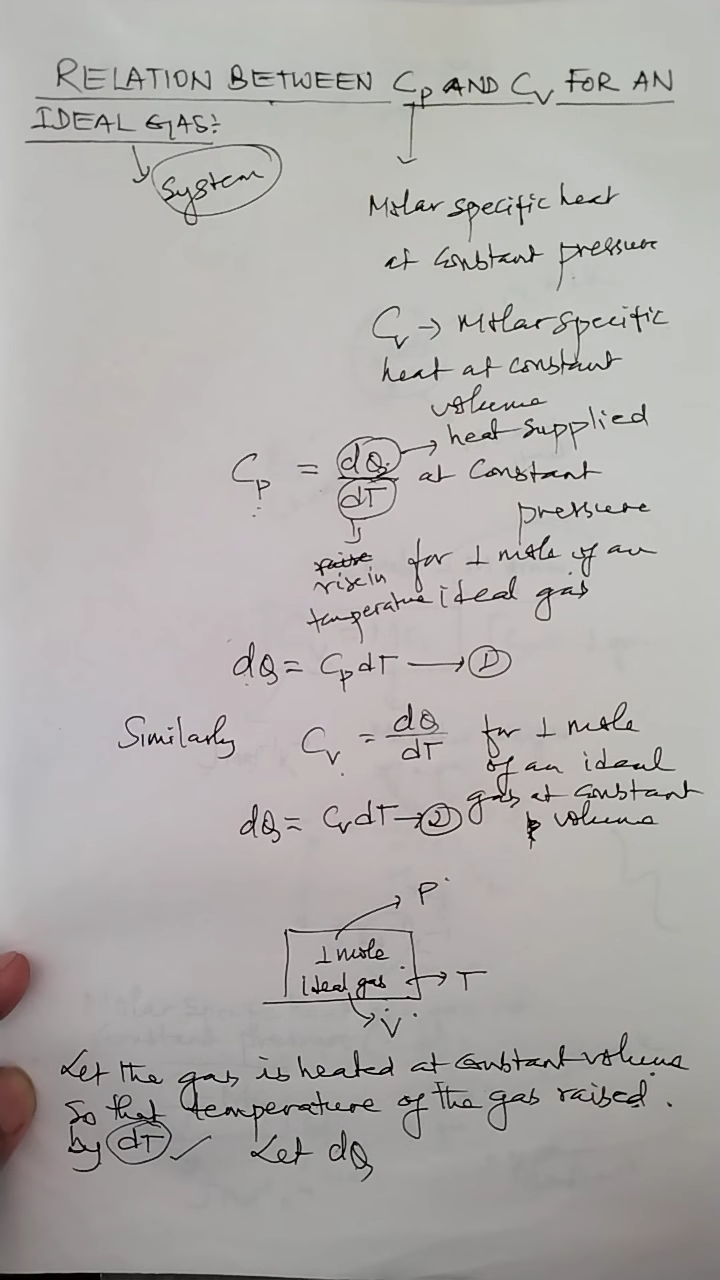 RELATION BETWEEN Cp AND Cv FOR AN
IDEAL GAS:
System
Molar specific heat
at constant pressure
Cv → Molar specific
heat at constant
volume
Cp = dQ/dT → heat supplied
at constant
pressure
raise
rise in
temperature
for 1 mole of an
ideal gas
dQ = CpdT → ①
Similarly Cv = dQ/dT for 1 mole
of an ideal
gas at constant
volume
dQ = CvdT → ②
P
1 mole
ideal gas → T
V
Let the gas is heated at constant volume
So that temperature of the gas raised.
by dT ✓ Let dQ